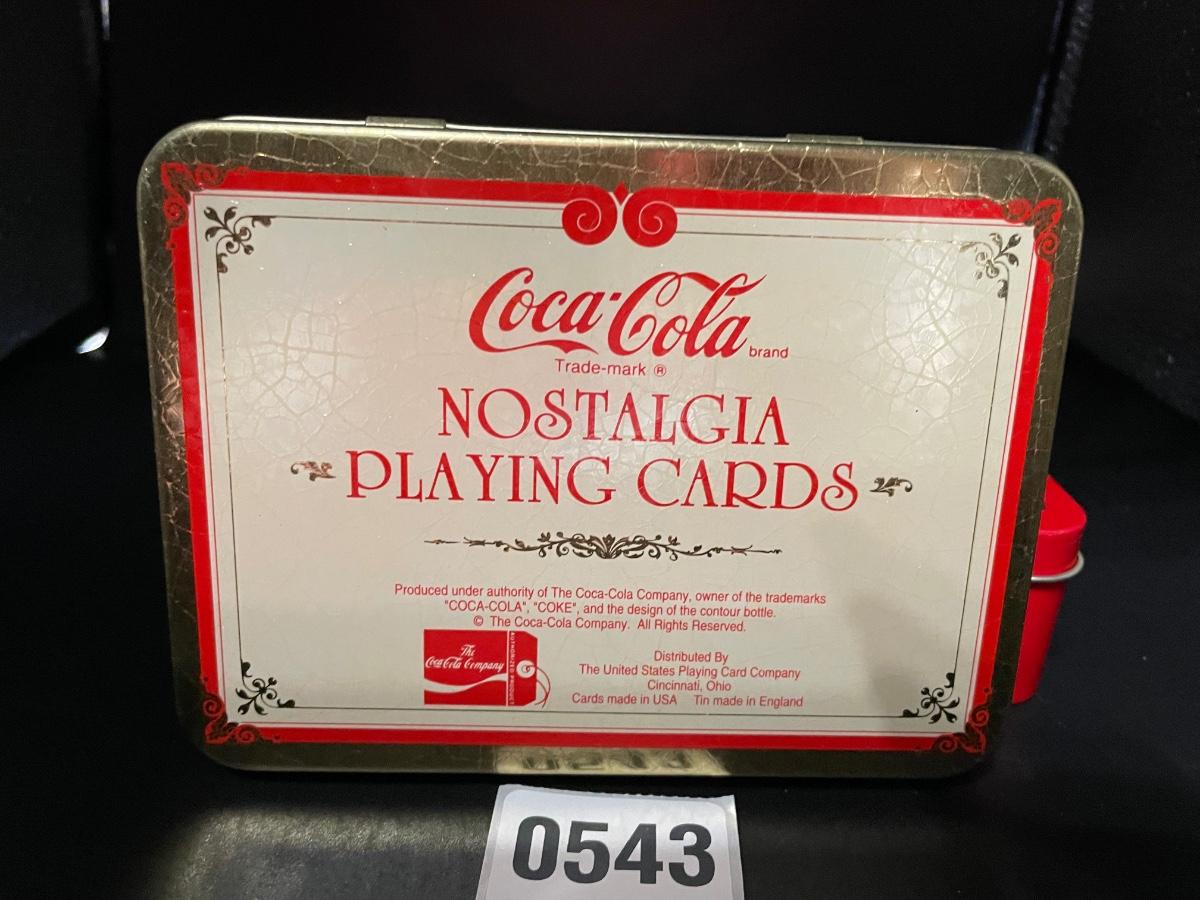 Coca-Cola brand
Trade-mark ®
NOSTALGIA
PLAYING CARDS
Produced under authority of The Coca-Cola Company, owner of the trademarks
"COCA-COLA", "COKE", and the design of the contour bottle.
© The Coca-Cola Company. All Rights Reserved.
The
Coca-Cola Company
AUTHORIZED PRODUCT
Distributed By
The United States Playing Card Company
Cincinnati, Ohio
Cards made in USA Tin made in England
0543